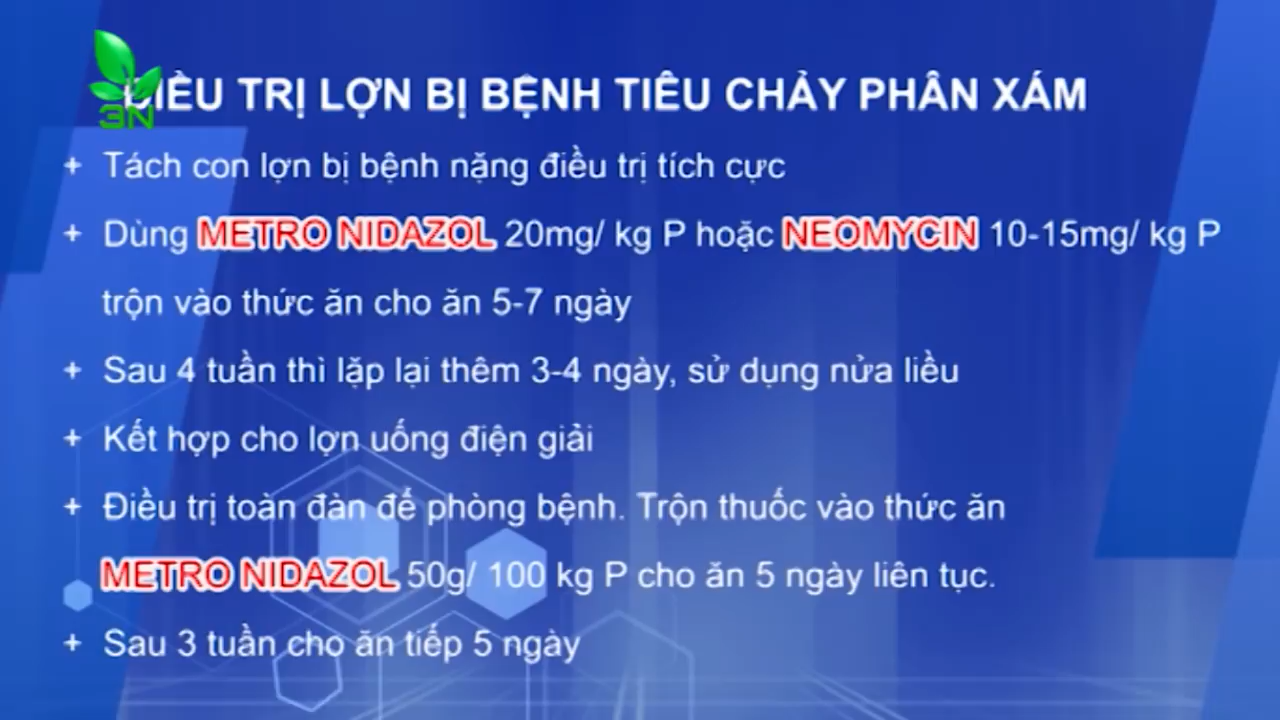 3N
ĐIỀU TRỊ LỢN BỊ BỆNH TIÊU CHẢY PHÂN XÁM
+ Tách con lợn bị bệnh nặng điều trị tích cực
+ Dùng METRO NIDAZOL 20mg/ kg P hoặc NEOMYCIN 10-15mg/ kg P
trộn vào thức ăn cho ăn 5-7 ngày
+ Sau 4 tuần thì lặp lại thêm 3-4 ngày, sử dụng nửa liều
+ Kết hợp cho lợn uống điện giải
+ Điều trị toàn đàn để phòng bệnh. Trộn thuốc vào thức ăn
METRO NIDAZOL 50g/ 100 kg P cho ăn 5 ngày liên tục.
+ Sau 3 tuần cho ăn tiếp 5 ngày